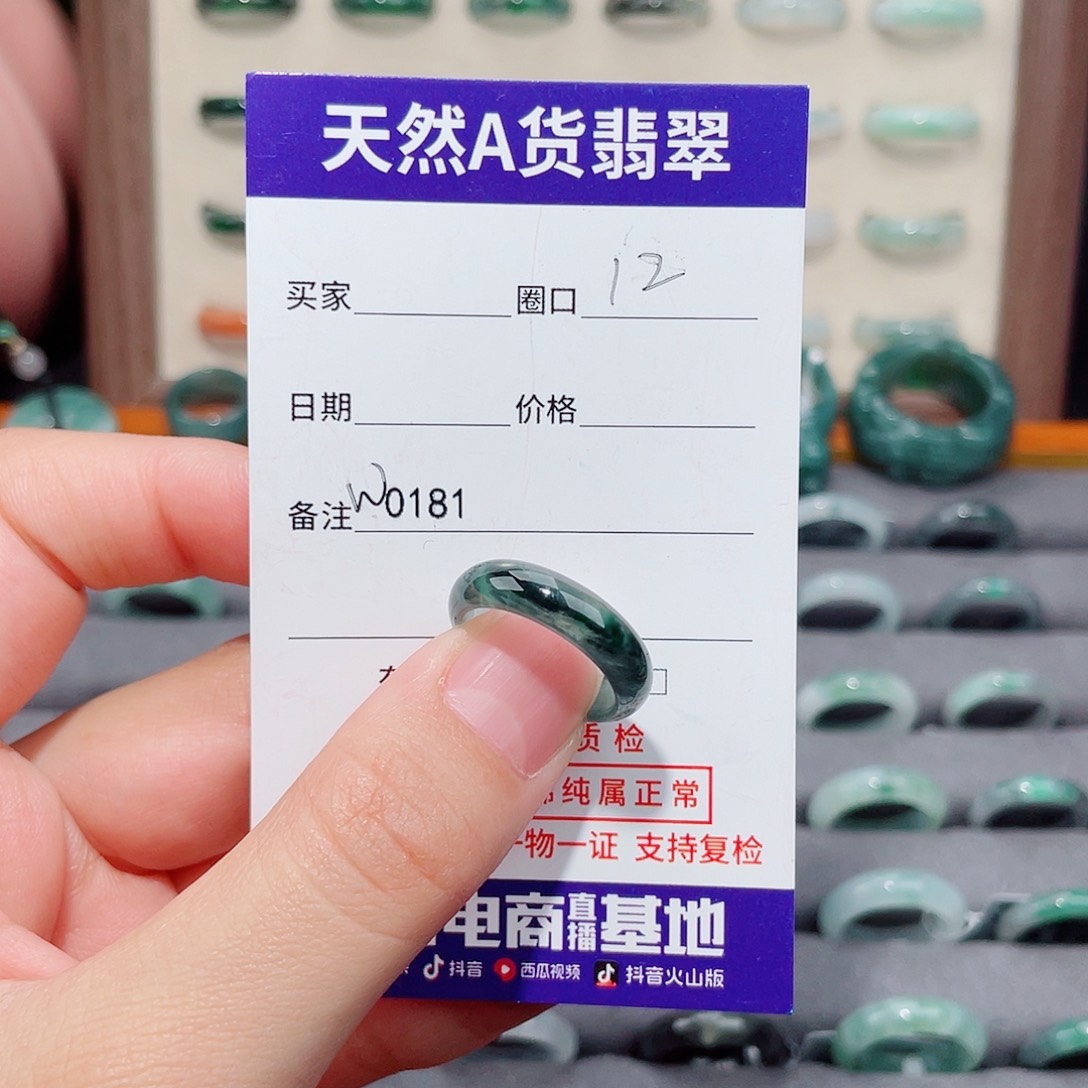 天然A货翡翠
买家 圈口 12
日期 价格
备注 W0181
质检
纯属正常
物一证 支持复检
电商直播基地
抖音 西瓜视频 抖音火山版